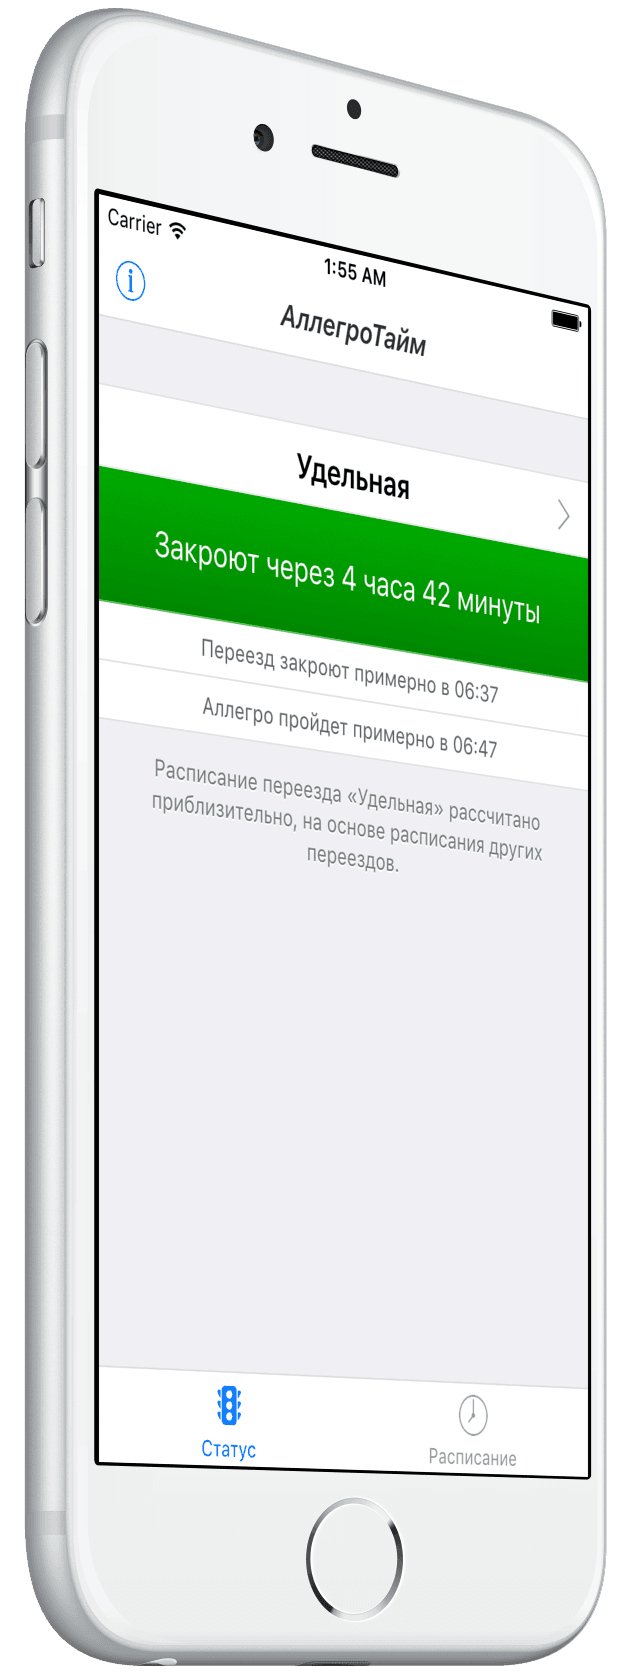 Carrier
1:55 AM
АллегроТайм
Удельная
Закроют через 4 часа 42 минуты
Переезд закроют примерно в 06:37
Аллегро пройдет примерно в 06:47
Расписание переезда «Удельная» рассчитано
приблизительно, на основе расписания других
переездов.
Статус
Расписание